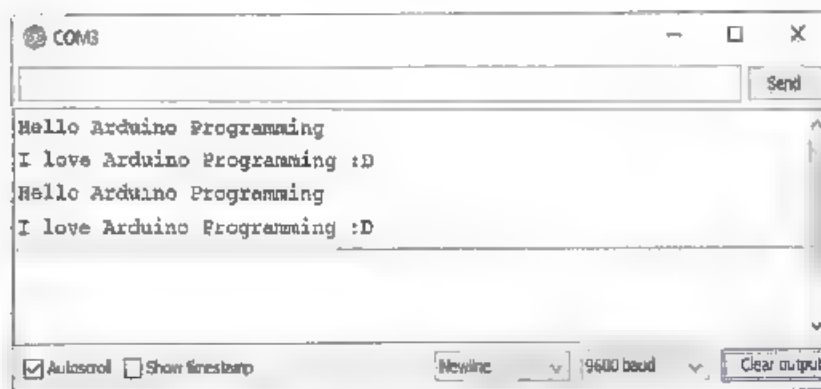 COM3
Send
Hello Arduino Programming
I love Arduino Programming :D
Hello Arduino Programming
I love Arduino Programming :D
Autoscroll Show timestamp Newline 9600 baud Clear output